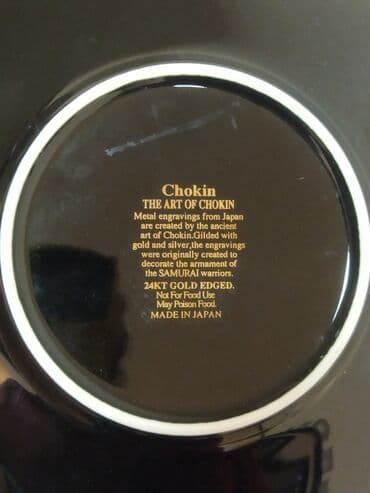 Chokin
THE ART OF CHOKIN
Metal engravings from Japan
are created by the ancient
art of Chokin.Gilded with
gold and silver,the engravings
were originally created to
decorate the armament of
the SAMURAI warriors.
24KT GOLD EDGED.
Not For Food Use
May Poison Food.
MADE IN JAPAN